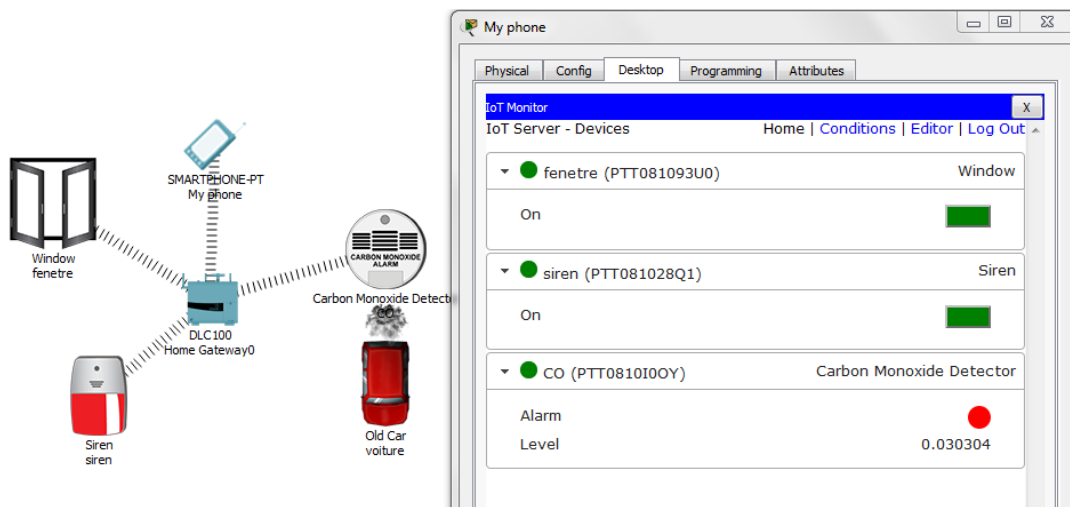 Window
fenetre
SMARTPHONE-PT
My phone
CARBON MONOXIDE
ALARM
Carbon Monoxide
CO
DLC100
Home Gateway0
Siren
siren
Old Car
voiture
My phone
Physical
Config
Desktop
Programming
Attributes
IoT Monitor
X
IoT Server - Devices
Home | Conditions | Editor | Log Out
fenetre (PTT081093U0)
Window
On
siren (PTT081028Q1)
Siren
On
CO (PTT0810I0OY)
Carbon Monoxide Detector
Alarm
Level
0.030304